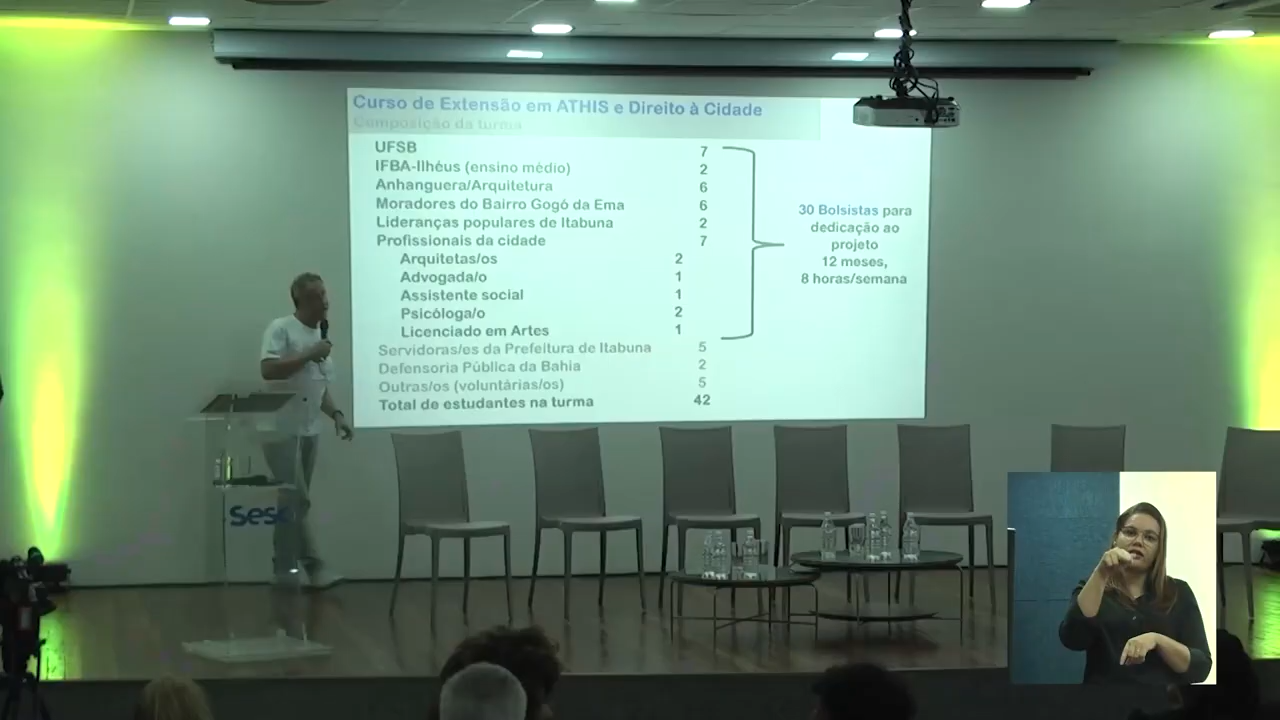 Curso de Extensão em ATHIS e Direito à Cidade
Composição da turma
UFSB 7
IFBA-Ilhéus (ensino médio) 2
Anhanguera/Arquitetura 6
Moradores do Bairro Gogó da Ema 6
Lideranças populares de Itabuna 2
Profissionais da cidade 7
Arquitetas/os 2
Advogada/o 1
Assistente social 1
Psicóloga/o 2
Licenciado em Artes 1
Servidoras/es da Prefeitura de Itabuna 5
Defensoria Pública da Bahia 2
Outras/os (voluntárias/os) 5
Total de estudantes na turma 42
30 Bolsistas para
dedicação ao
projeto
12 meses,
8 horas/semana
Sesc